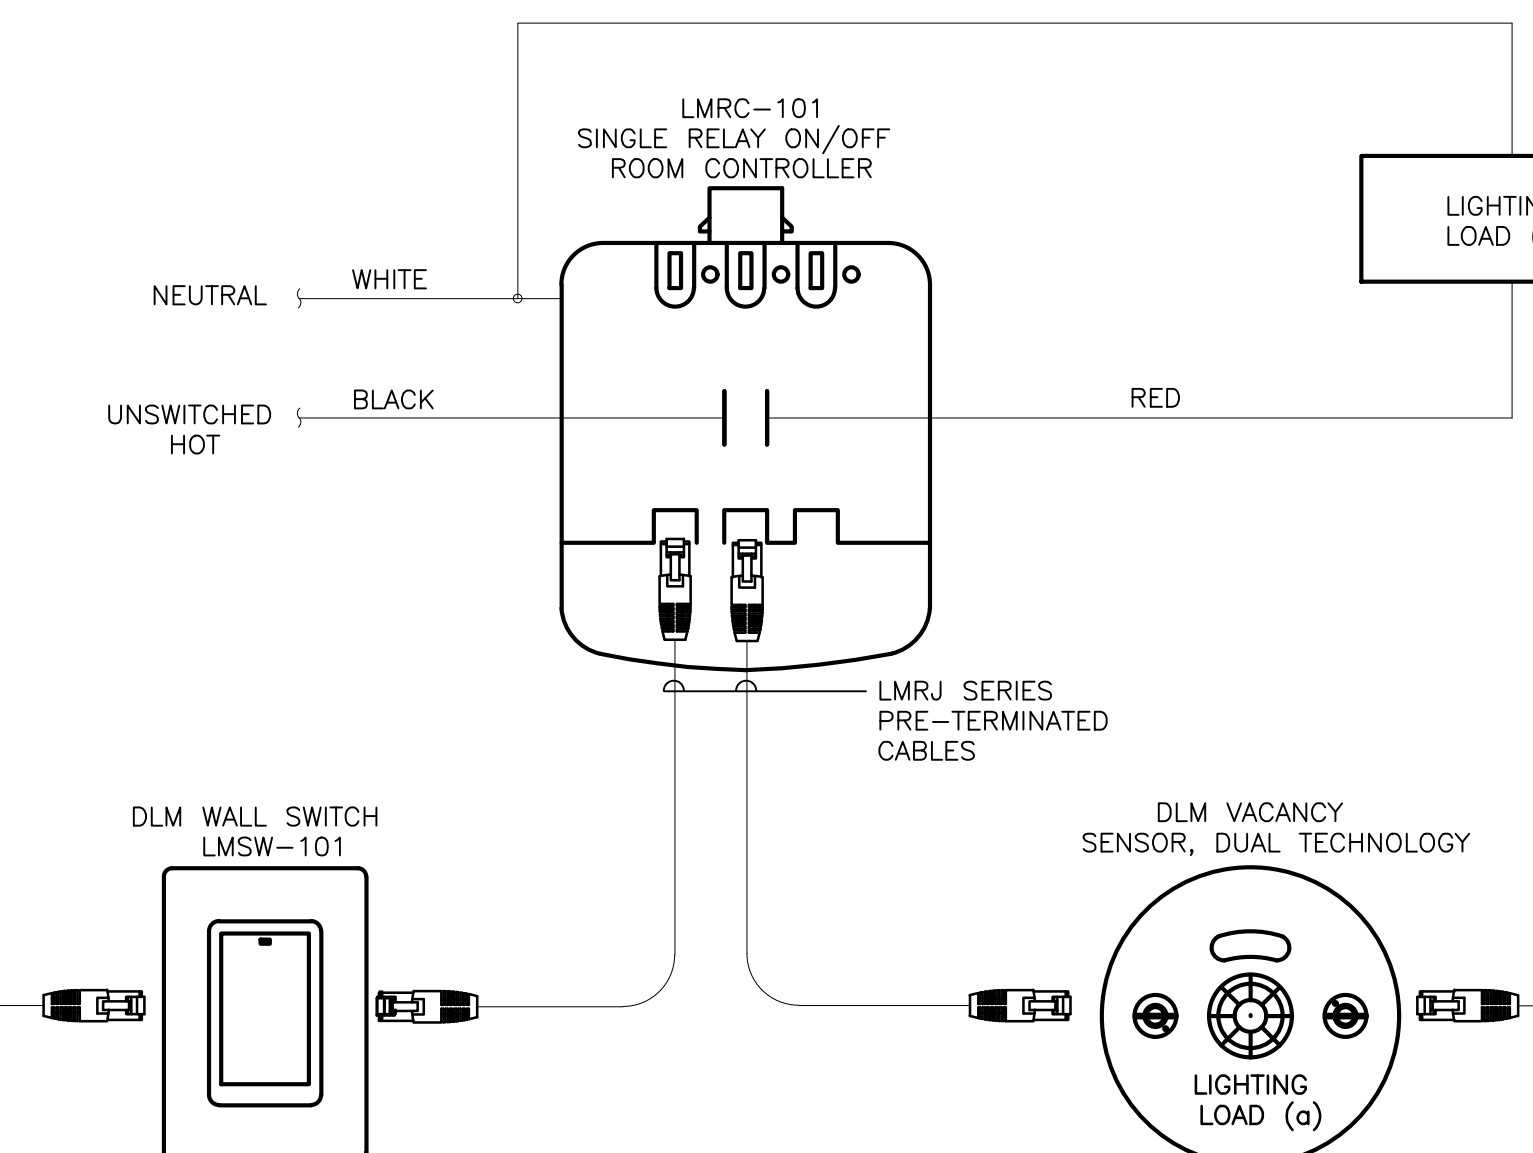 LMRC-101
SINGLE RELAY ON/OFF
ROOM CONTROLLER
LIGHTIN
LOAD (
NEUTRAL
WHITE
UNSWITCHED
HOT
BLACK
RED
LMRJ SERIES
PRE-TERMINATED
CABLES
DLM WALL SWITCH
LMSW-101
DLM VACANCY
SENSOR, DUAL TECHNOLOGY
LIGHTING
LOAD (a)